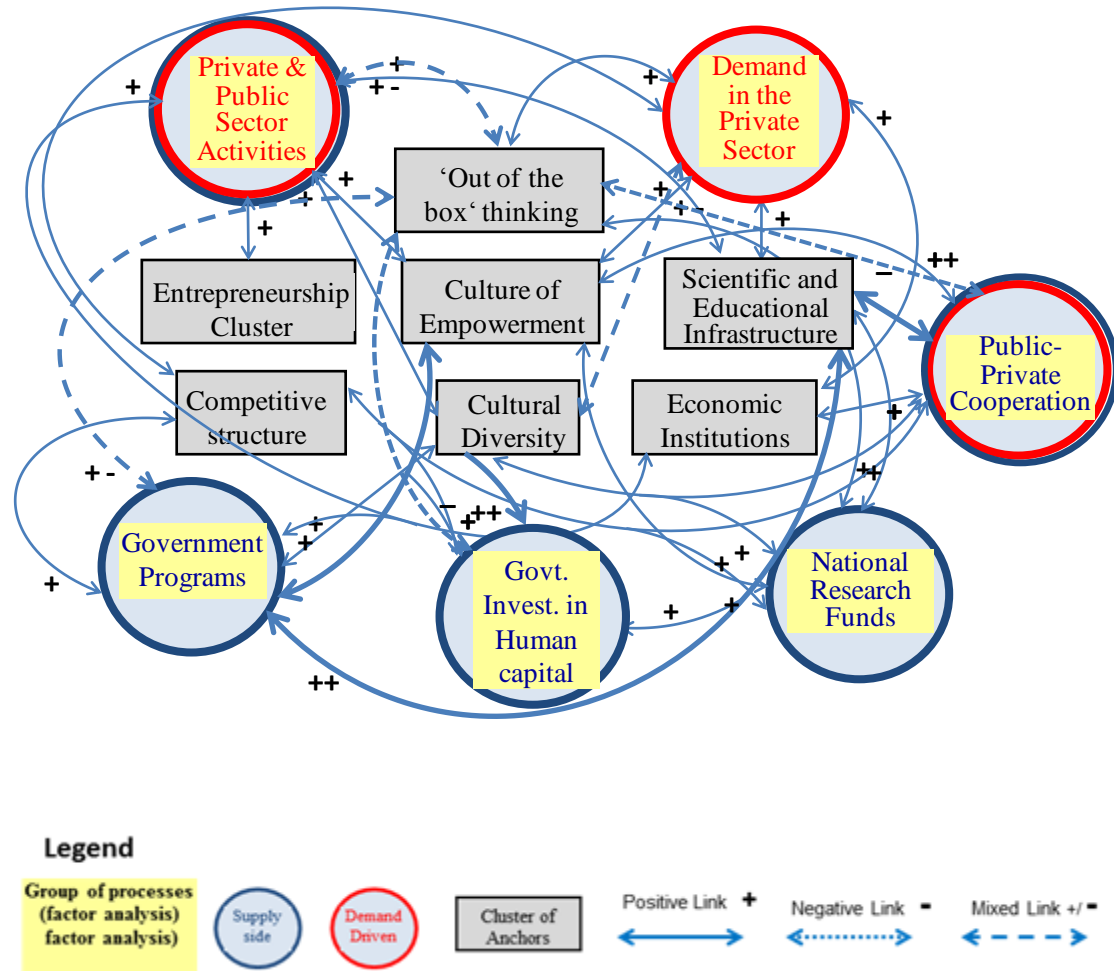 Private &
Public
Sector
Activities
Demand
in the
Private
Sector
+
+ -
+
+
+
+
+
+
+
+
+ -
+
‘Out of the
box‘ thinking
Entrepreneurship
Cluster
Culture of
Empowerment
Scientific and
Educational
Infrastructure
–
++
Public-
Private
Cooperation
Competitive
structure
Cultural
Diversity
Economic
Institutions
+
++
+ -
–
++
+
+
+
Government
Programs
Govt.
Invest. in
Human
capital
National
Research
Funds
+
+
+
+
+
++
Legend
Group of processes
(factor analysis)
factor analysis)
Supply
side
Demand
Driven
Cluster of
Anchors
Positive Link +
Negative Link -
Mixed Link +/ -